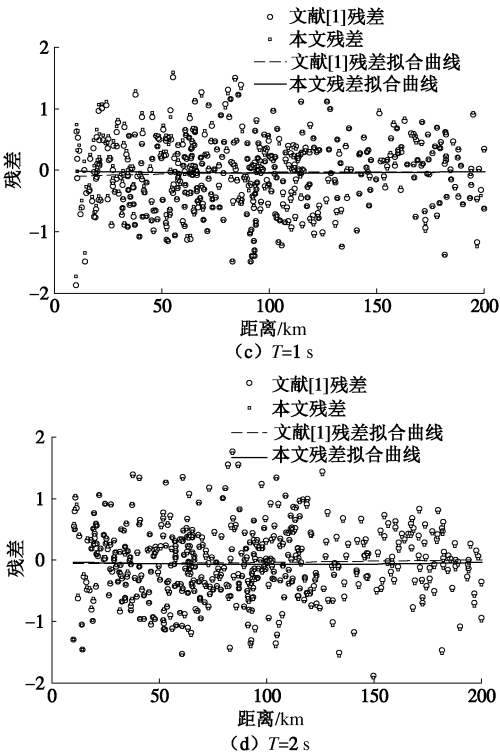 文献[1]残差
本文残差
文献[1]残差拟合曲线
本文残差拟合曲线
2
1
0
−1
−2
残差
0
50
100
150
200
距离/km
（c）T=1 s
文献[1]残差
本文残差
文献[1]残差拟合曲线
本文残差拟合曲线
2
1
0
−1
−2
残差
0
50
100
150
200
距离/km
（d）T=2 s